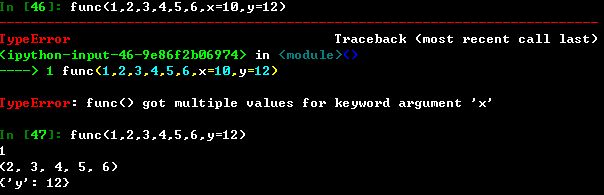 In [46]: func(1,2,3,4,5,6,x=10,y=12)
---------------------------------------------------------------------------
TypeError                                 Traceback (most recent call last)
<ipython-input-46-9e86f2b06974> in <module>()
----> 1 func(1,2,3,4,5,6,x=10,y=12)

TypeError: func() got multiple values for keyword argument 'x'

In [47]: func(1,2,3,4,5,6,y=12)
1
(2, 3, 4, 5, 6)
{'y': 12}